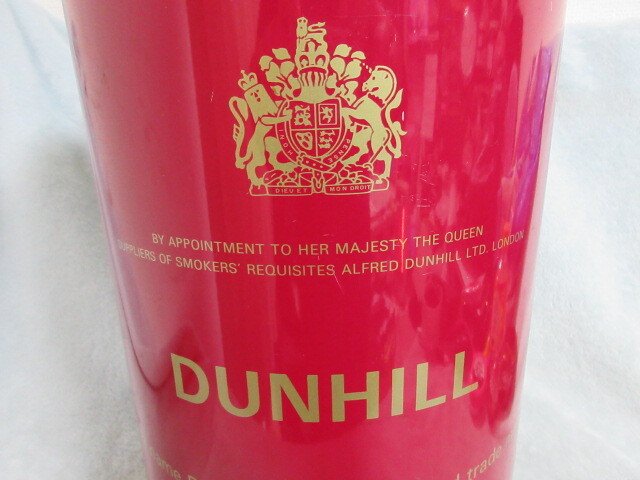 DIEU ET MON DROIT
BY APPOINTMENT TO HER MAJESTY THE QUEEN
SUPPLIERS OF SMOKERS' REQUISITES ALFRED DUNHILL LTD. LONDON
DUNHILL
trade